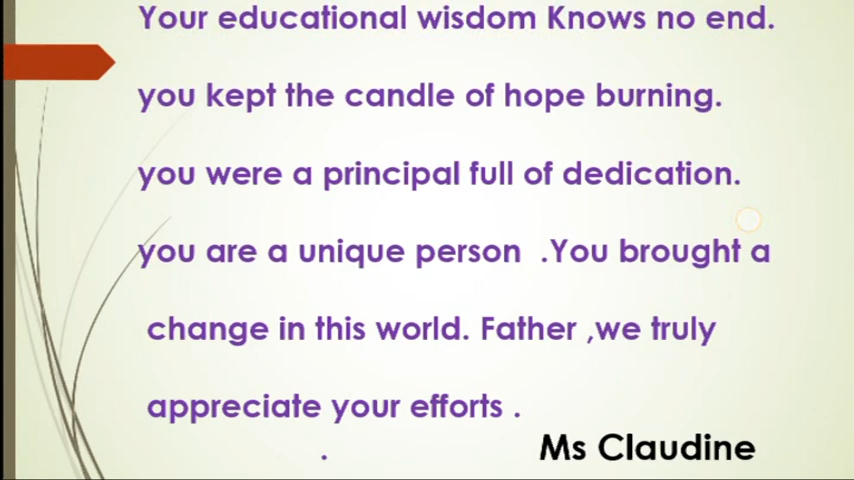 Your educational wisdom Knows no end.
you kept the candle of hope burning.
you were a principal full of dedication.
you are a unique person  .You brought a
change in this world. Father ,we truly
appreciate your efforts .
.
Ms Claudine